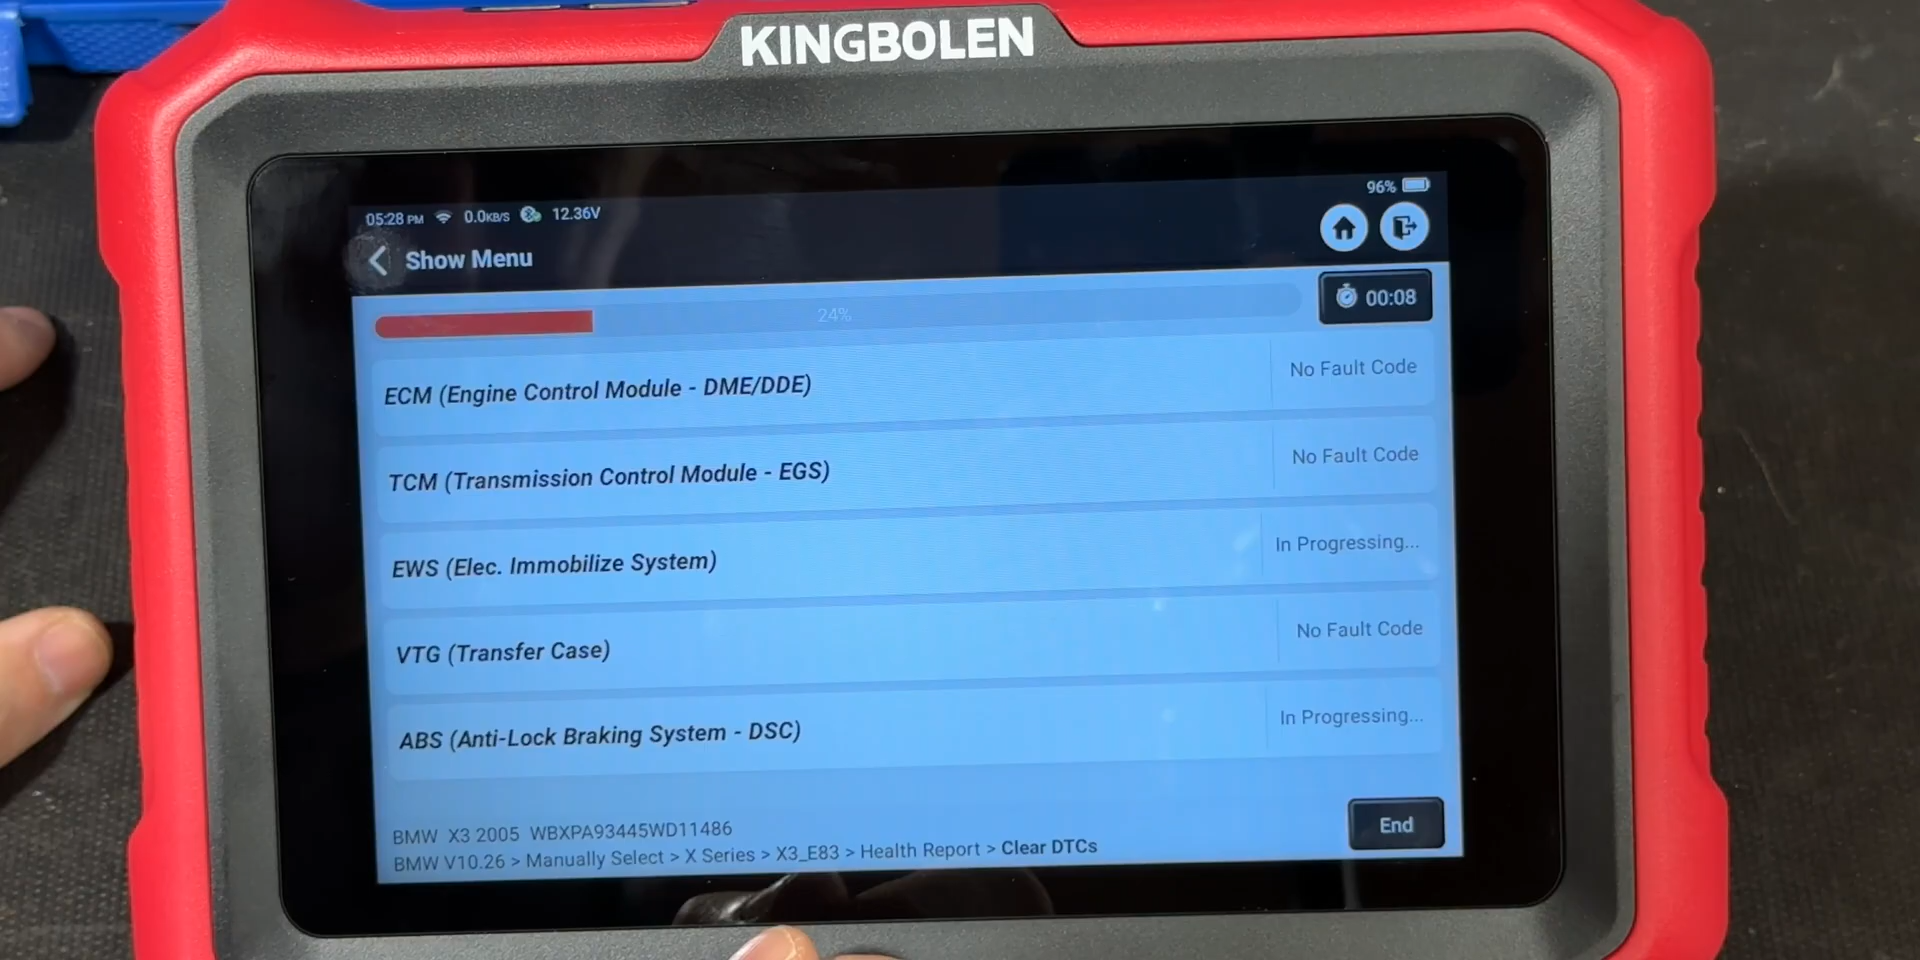 KINGBOLEN
96%
05:28 PM 0.0KB/S 12.36V
Show Menu
24%
00:08
ECM (Engine Control Module - DME/DDE) No Fault Code
TCM (Transmission Control Module - EGS) No Fault Code
EWS (Elec. Immobilize System) In Progressing...
VTG (Transfer Case) No Fault Code
ABS (Anti-Lock Braking System - DSC) In Progressing...
BMW X3 2005 WBXPA93445WD11486
BMW V10.26 > Manually Select > X Series > X3_E83 > Health Report > Clear DTCs
End